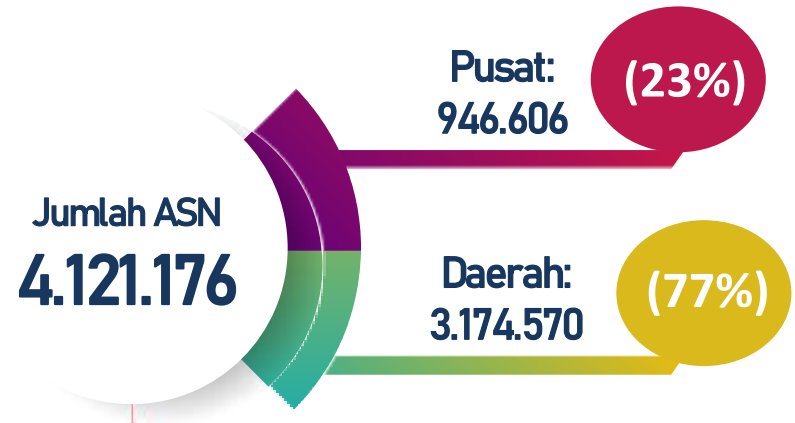 Jumlah ASN
4.121.176
Pusat:
946.606
(23%)
Daerah:
3.174.570
(77%)